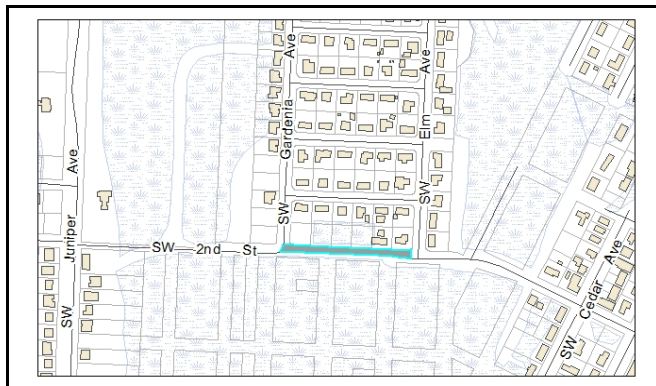 SW Gardenia Ave
SW Elm Ave
SW Juniper Ave
SW 2nd St
SW Cedar Ave